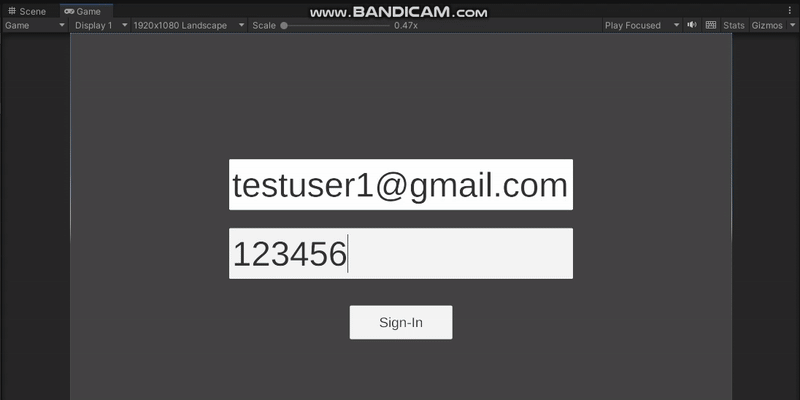 www.BANDICAM.com
Scene Game
Game Display 1 1920x1080 Landscape Scale 0.47x Play Focused Stats Gizmos
testuser1@gmail.com
123456
Sign-In